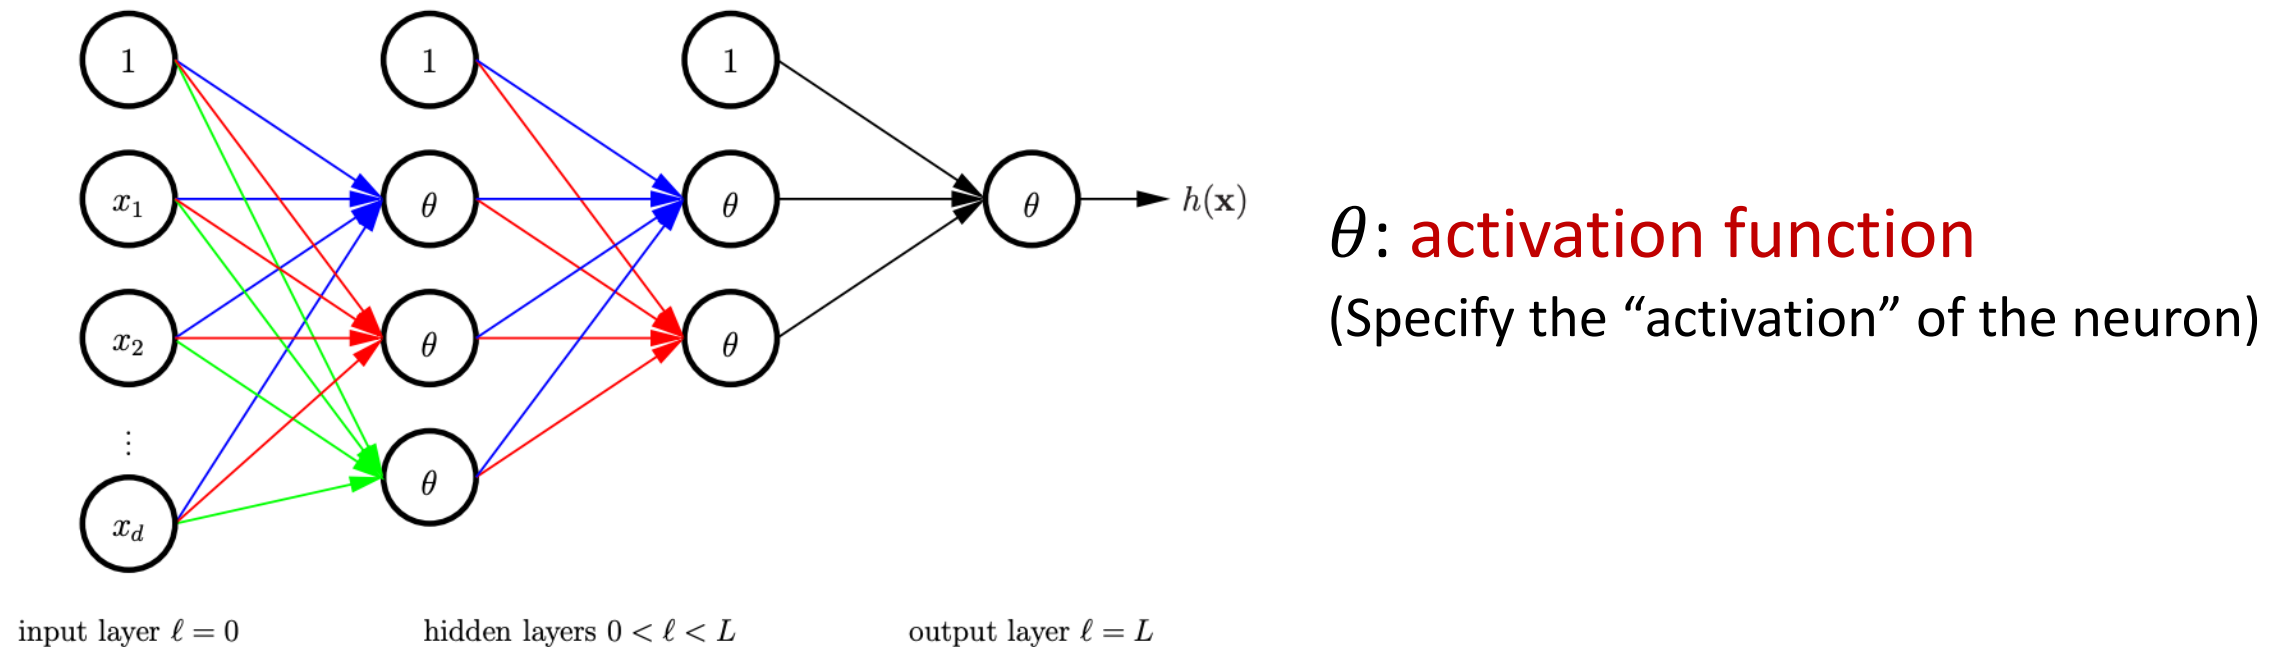 1 1 1
x₁ θ θ θ h(x)
x₂ θ θ
⋮
θ
x_d
input layer ℓ = 0
hidden layers 0 < ℓ < L
output layer ℓ = L
θ: activation function
(Specify the “activation” of the neuron)